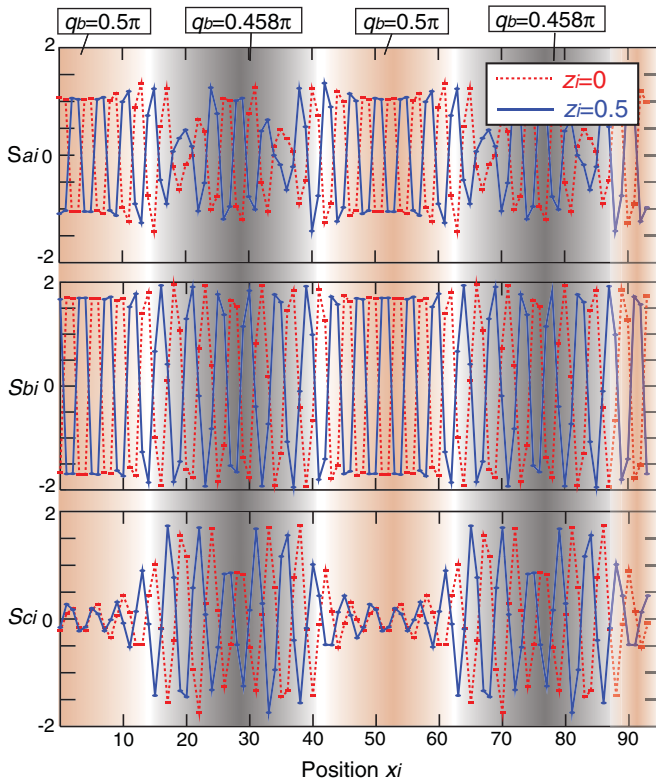 qb=0.5π qb=0.458π qb=0.5π qb=0.458π
2
zi=0
zi=0.5
Sai 0
-2
2
Sbi 0
-2
2
Sci 0
-2
10 20 30 40 50 60 70 80 90
Position xi